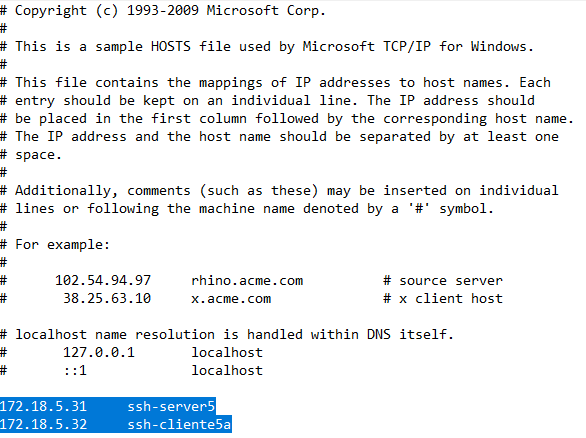 # Copyright (c) 1993-2009 Microsoft Corp.
#
# This is a sample HOSTS file used by Microsoft TCP/IP for Windows.
#
# This file contains the mappings of IP addresses to host names. Each
# entry should be kept on an individual line. The IP address should
# be placed in the first column followed by the corresponding host name.
# The IP address and the host name should be separated by at least one
# space.
#
# Additionally, comments (such as these) may be inserted on individual
# lines or following the machine name denoted by a '#' symbol.
#
# For example:
#
#      102.54.94.97     rhino.acme.com          # source server
#       38.25.63.10     x.acme.com              # x client host

# localhost name resolution is handled within DNS itself.
#       127.0.0.1       localhost
#       ::1             localhost

172.18.5.31     ssh-server5
172.18.5.32     ssh-cliente5a